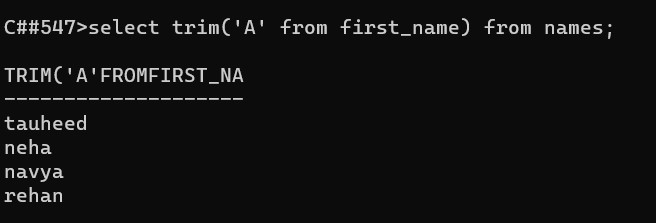 C##547>select trim('A' from first_name) from names;
TRIM('A'FROMFIRST_NA
--------------------
tauheed
neha
navya
rehan